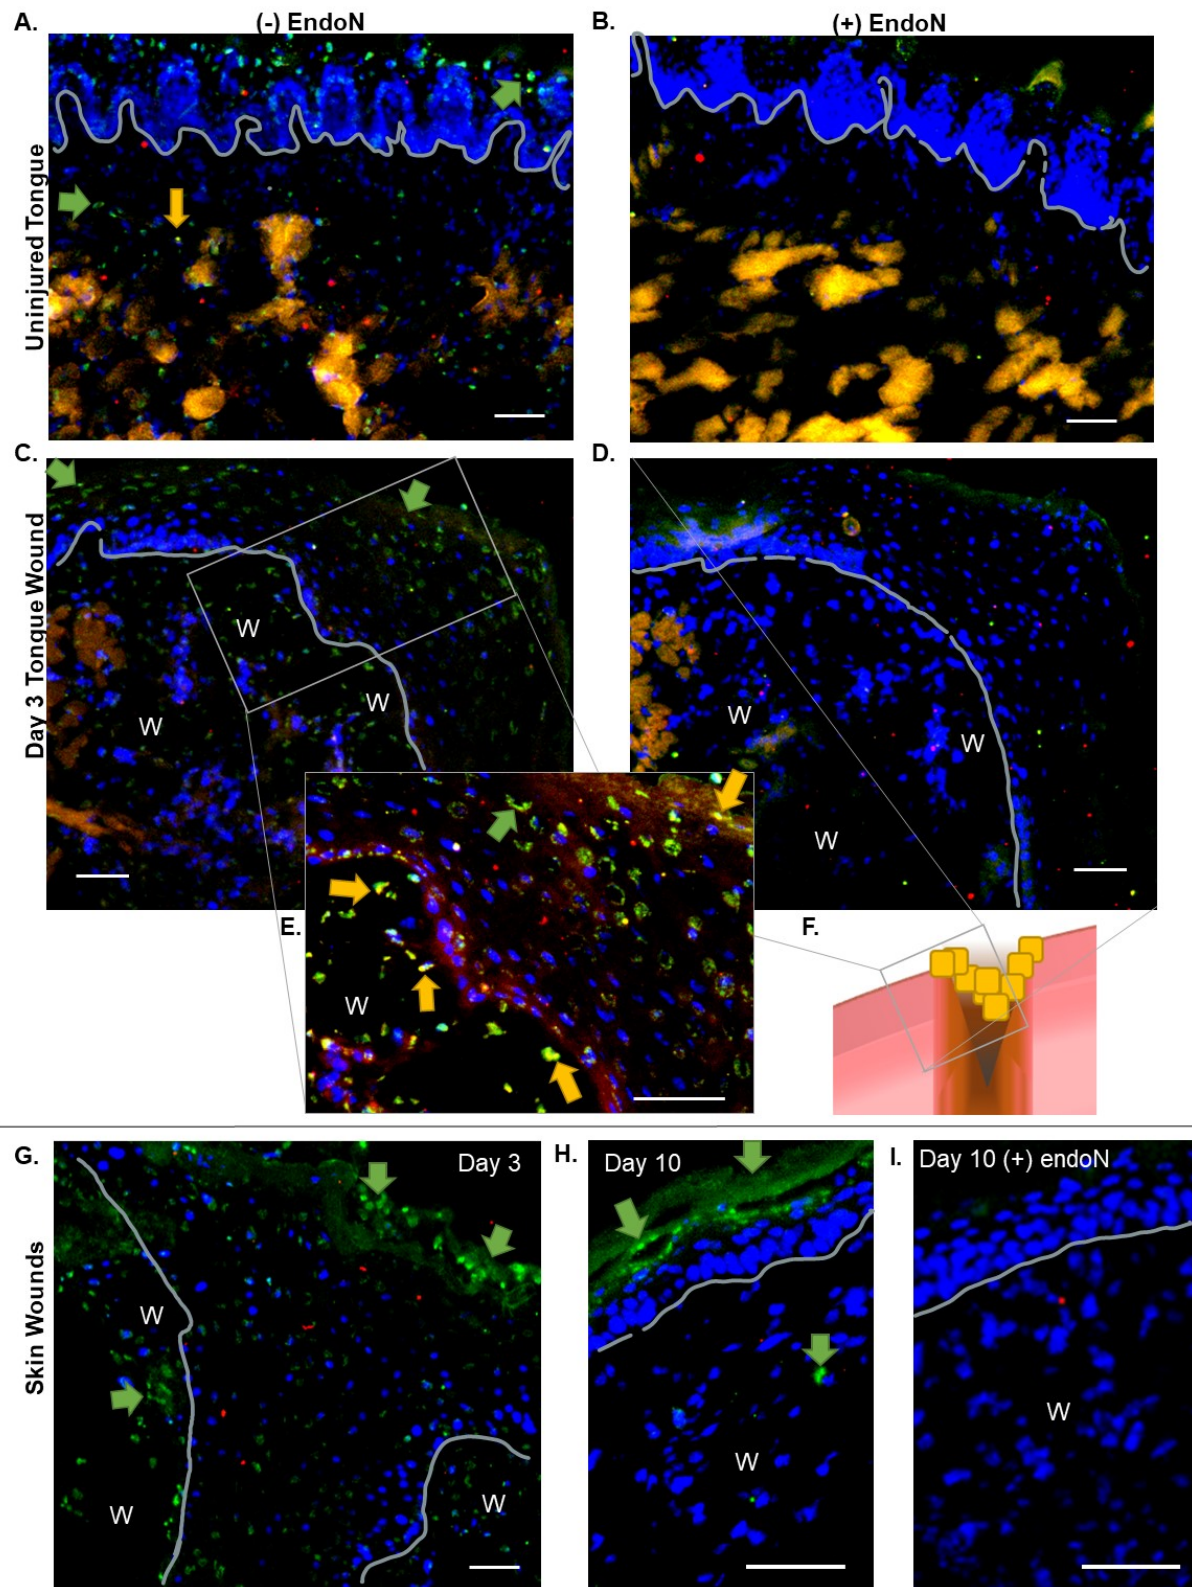 A.
(-) EndoN
B.
(+) EndoN
Uninjured Tongue
C.
D.
Day 3 Tongue Wound
W
W
W
W
W
W
E.
W
F.
G.
Day 3
H.
Day 10
I.
Day 10 (+) endoN
Skin Wounds
W
W
W
W
W